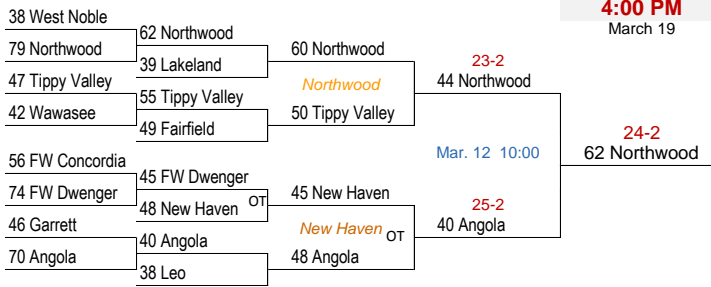 4:00 PM
March 19
38 West Noble
62 Northwood
79 Northwood
60 Northwood
39 Lakeland
23-2
47 Tippy Valley
Northwood
44 Northwood
55 Tippy Valley
42 Wawasee
50 Tippy Valley
49 Fairfield
24-2
Mar. 12 10:00
62 Northwood
56 FW Concordia
45 FW Dwenger
74 FW Dwenger
45 New Haven
48 New Haven OT
25-2
46 Garrett
New Haven OT
40 Angola
40 Angola
70 Angola
48 Angola
38 Leo